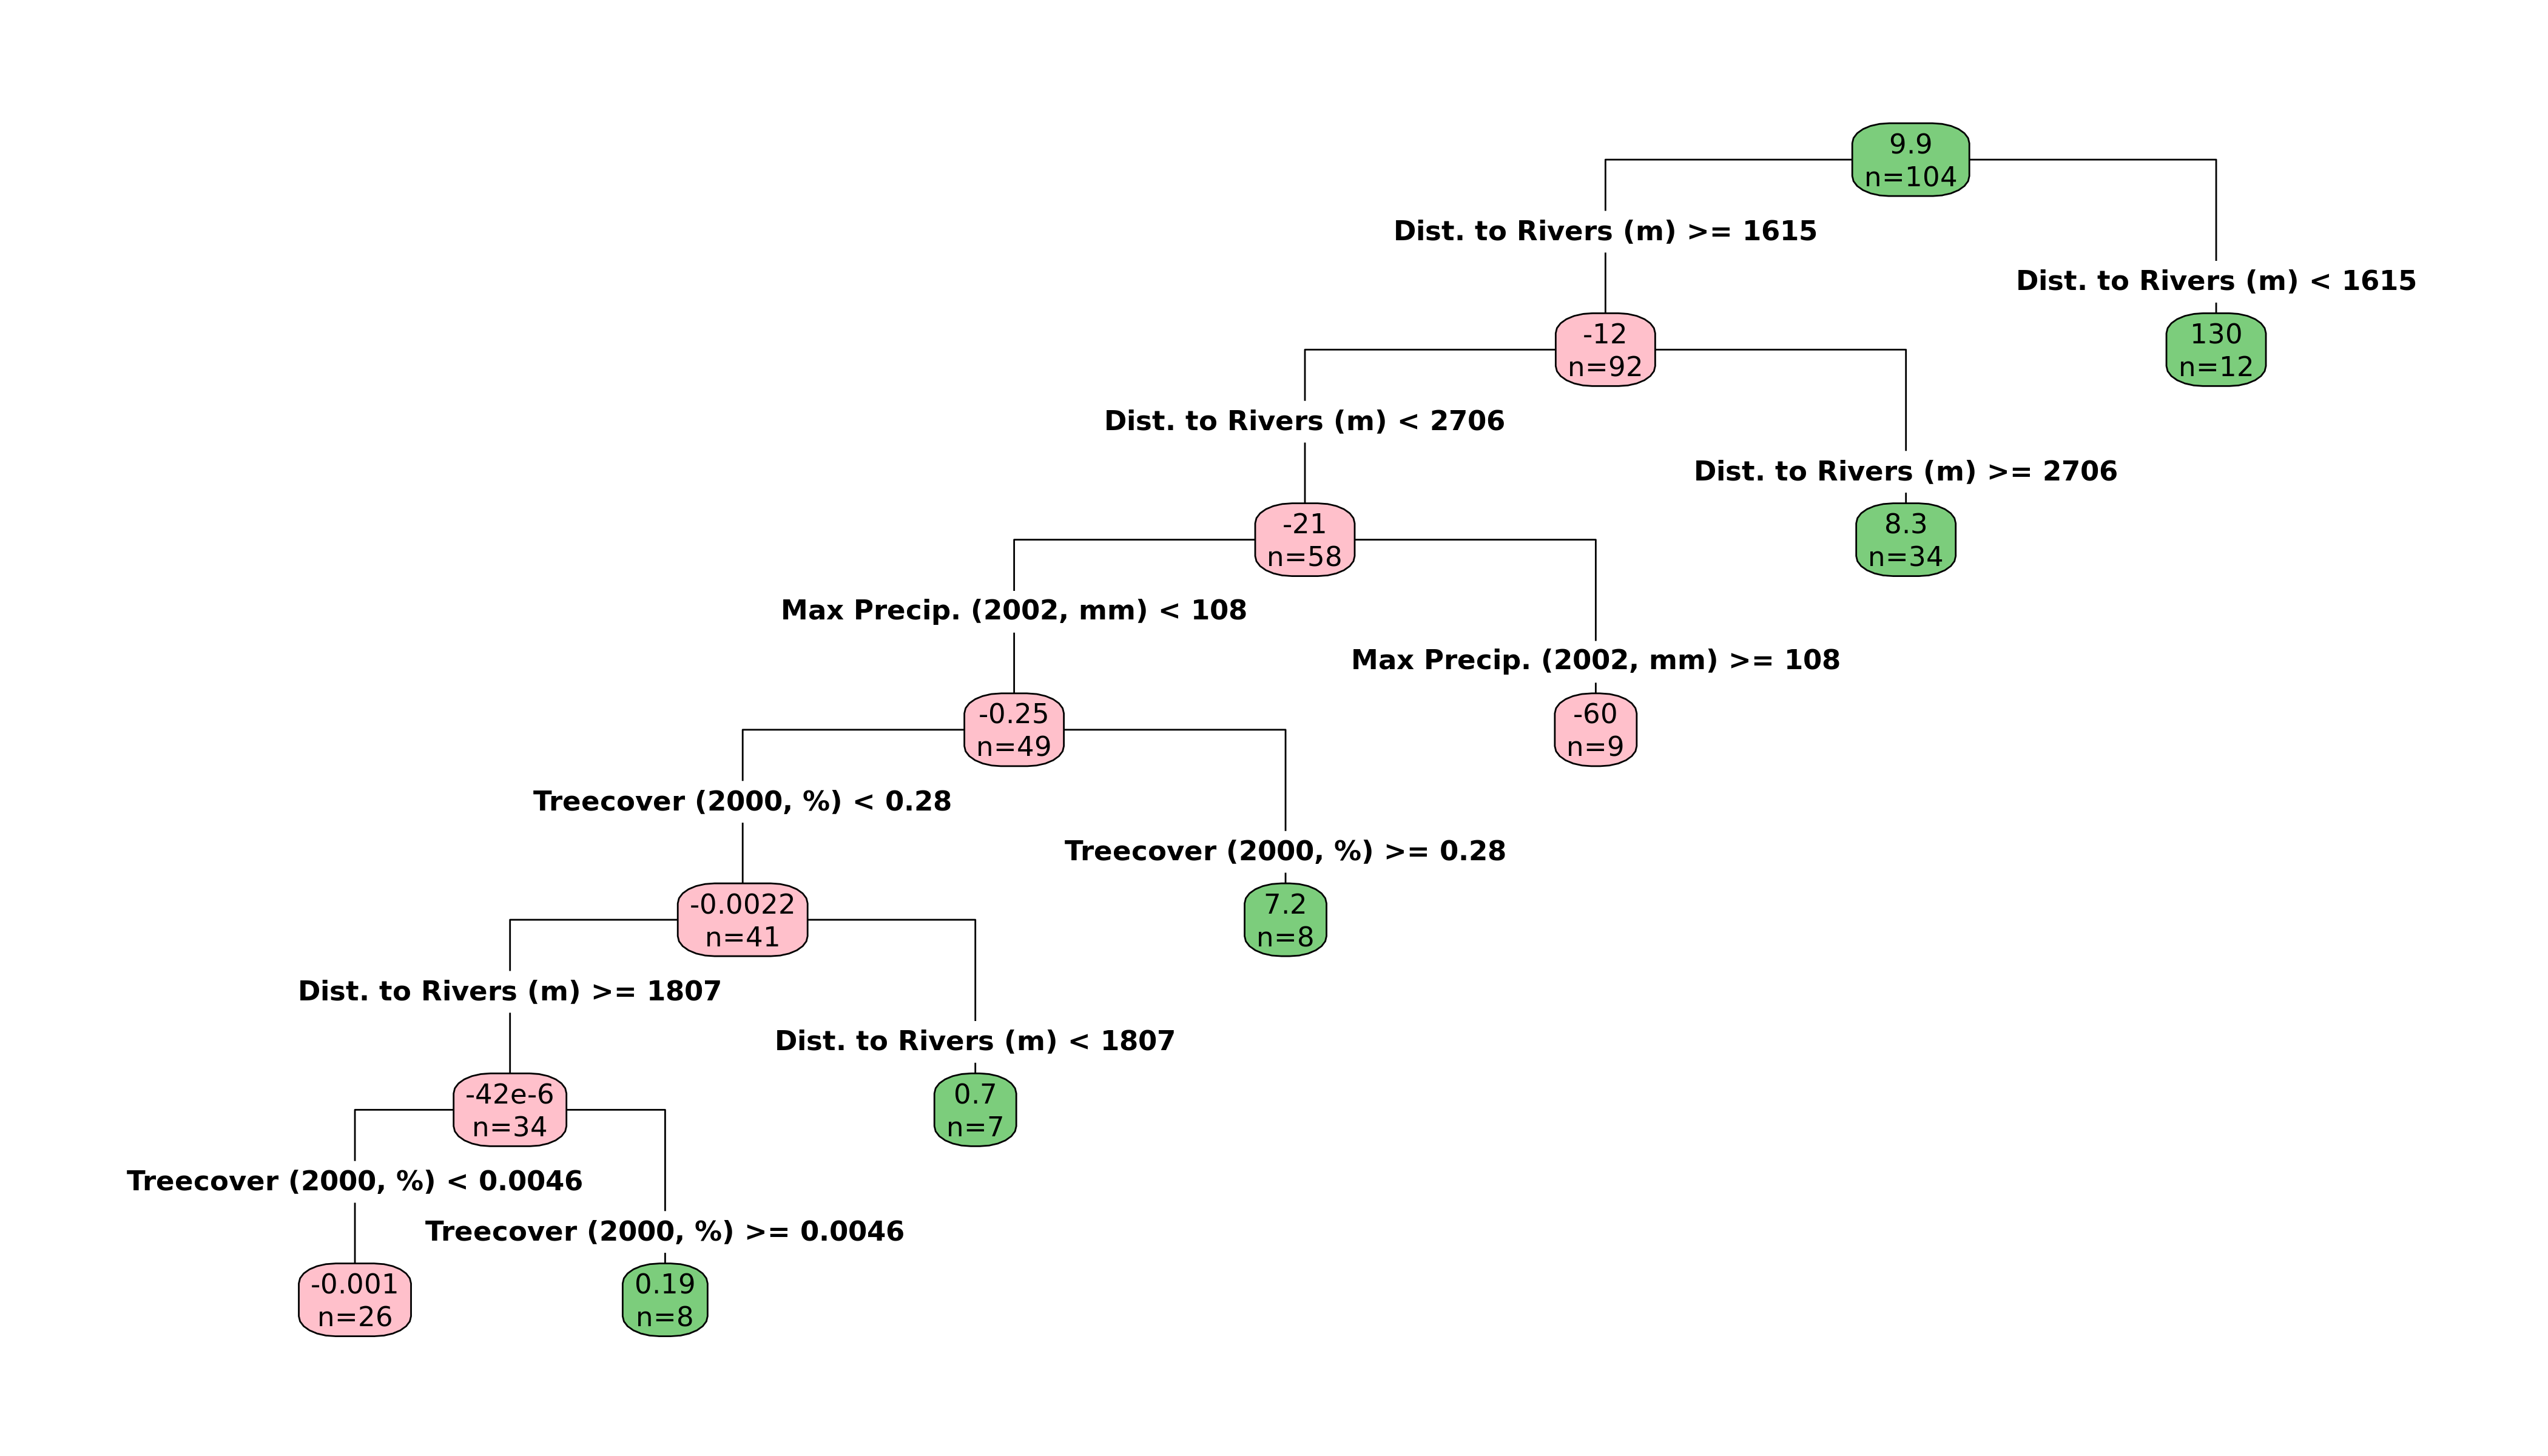 9.9
n=104
Dist. to Rivers (m) >= 1615
Dist. to Rivers (m) < 1615
-12
n=92
130
n=12
Dist. to Rivers (m) < 2706
Dist. to Rivers (m) >= 2706
-21
n=58
8.3
n=34
Max Precip. (2002, mm) < 108
Max Precip. (2002, mm) >= 108
-0.25
n=49
-60
n=9
Treecover (2000, %) < 0.28
Treecover (2000, %) >= 0.28
-0.0022
n=41
7.2
n=8
Dist. to Rivers (m) >= 1807
Dist. to Rivers (m) < 1807
-42e-6
n=34
0.7
n=7
Treecover (2000, %) < 0.0046
Treecover (2000, %) >= 0.0046
-0.001
n=26
0.19
n=8